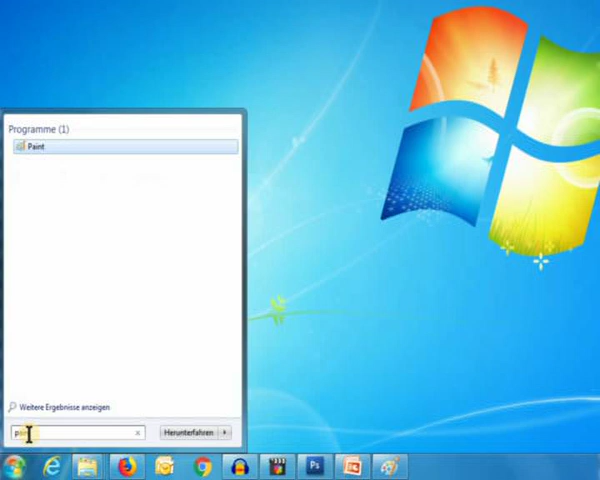 Programme (1)
Paint
Weitere Ergebnisse anzeigen
Herunterfahren
Ps